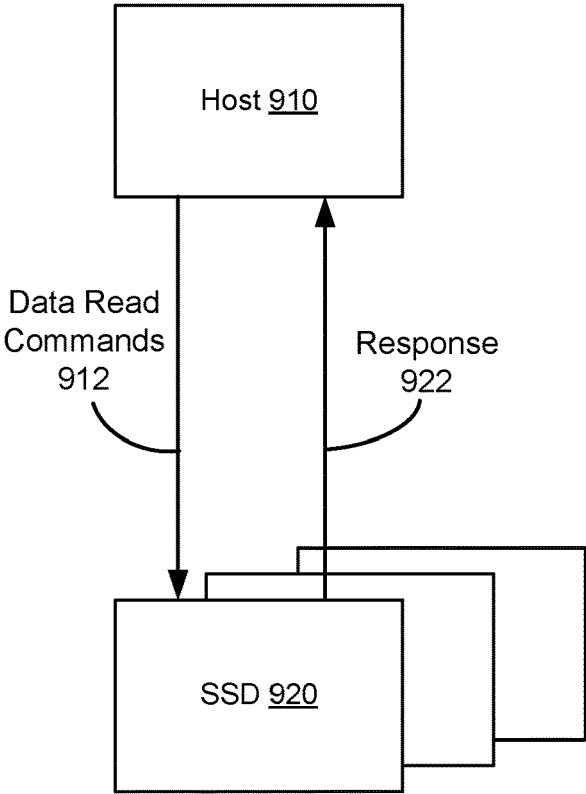 Host 910
Data Read
Commands
912
Response
922
SSD 920